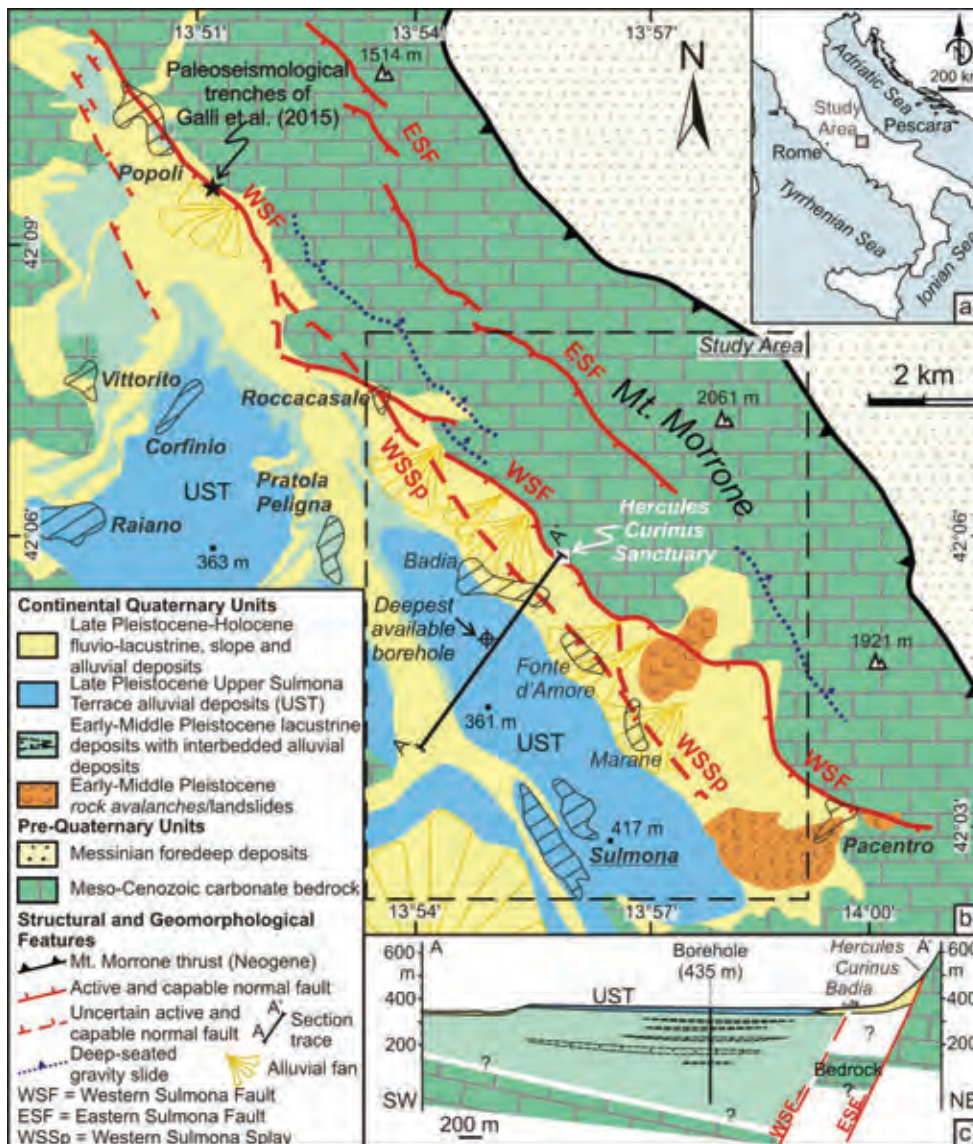 13°51'
13°54'
13°57'
1514 m
Paleoseismological
trenches of
Galli et al. (2015)
Popoli
WSF
ESF
N
200 km
Adriatic Sea
Study
Area
Pescara
Rome
Tyrrhenian Sea
Ionian Sea
a
42°09'
42°09'
Study Area
2 km
ESF
Mt. Morrone
2061 m
Vittorito
Corfinio
Roccacasale
UST
Pratola
Peligna
Raiano
363 m
WSSp
WSF
Hercules
Curinus
Sanctuary
42°06'
42°06'
A'
Badia
Deepest
available
borehole
Fonte
d'Amore
361 m
UST
A
Marane
WSSp
1921 m
WSF
417 m
Sulmona
Pacentro
42°03'
13°54'
13°57'
14°00'
b
Continental Quaternary Units
Late Pleistocene-Holocene
fluvio-lacustrine, slope and
alluvial deposits
Late Pleistocene Upper Sulmona
Terrace alluvial deposits (UST)
Early-Middle Pleistocene lacustrine
deposits with interbedded alluvial
deposits
Early-Middle Pleistocene
rock avalanches/landslides
Pre-Quaternary Units
Messinian foredeep deposits
Meso-Cenozoic carbonate bedrock
Structural and Geomorphological
Features
Mt. Morrone thrust (Neogene)
Active and capable normal fault
Uncertain active and
capable normal fault
A A' Section
trace
Deep-seated
gravity slide
Alluvial fan
WSF = Western Sulmona Fault
ESF = Eastern Sulmona Fault
WSSp = Western Sulmona Splay
600 A
m
400
200
SW
Borehole
(435 m)
UST
Hercules
Curinus
Badia
A' 600
m
400
200
NE
?
?
?
Bedrock
?
WSF
ESF
200 m
c